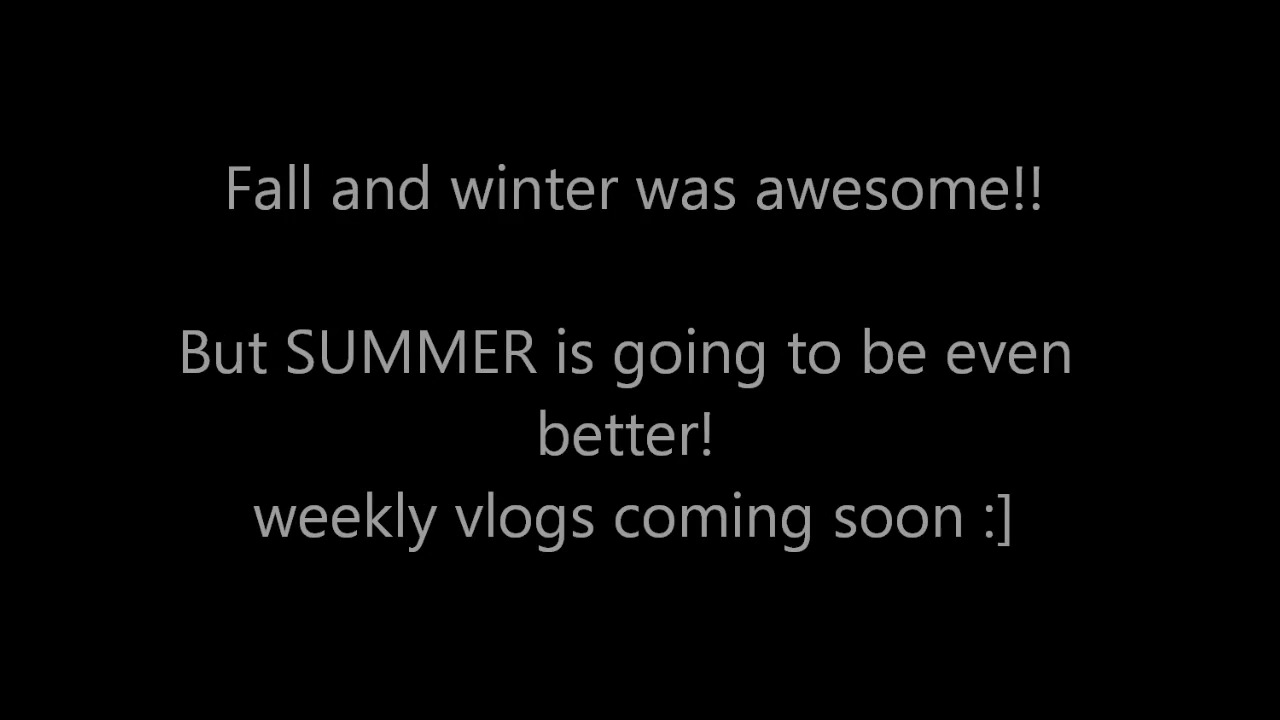 Fall and winter was awesome!!
But SUMMER is going to be even
better!
weekly vlogs coming soon :]